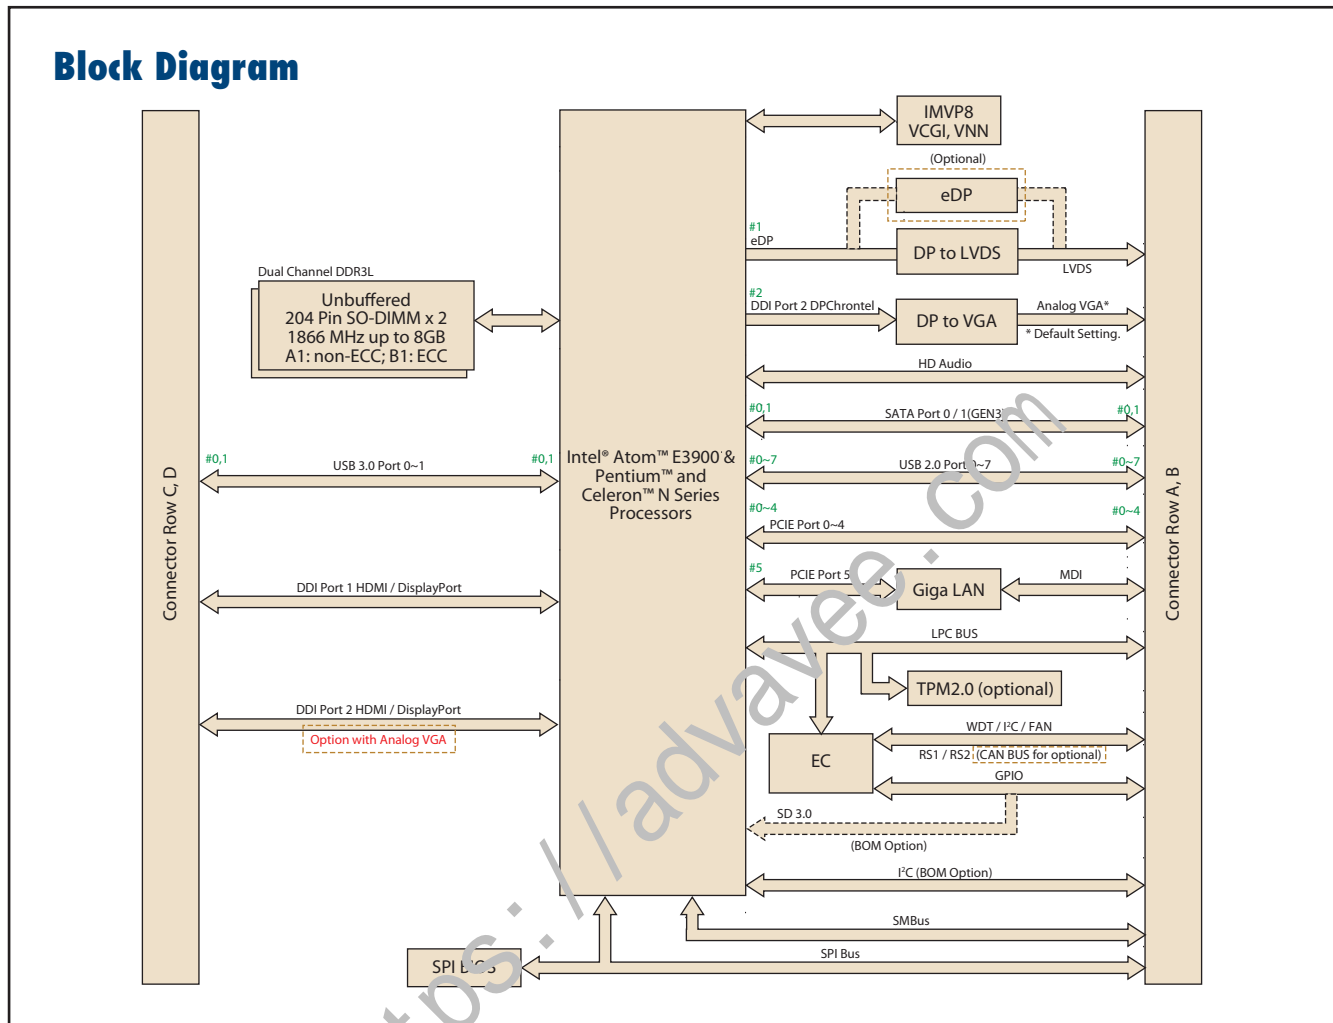 Block Diagram
IMVP8
VCGI, VNN
(Optional)
eDP
#1
eDP
DP to LVDS
LVDS
Dual Channel DDR3L
Unbuffered
204 Pin SO-DIMM x 2
1866 MHz up to 8GB
A1: non-ECC; B1: ECC
#2
DDI Port 2 DPChrontel
DP to VGA
Analog VGA*
* Default Setting.
HD Audio
#0,1
SATA Port 0 / 1(GEN3)
#0,1
#0,1
USB 3.0 Port 0~1
#0,1
Intel® Atom™ E3900 &
Pentium™ and
Celeron™ N Series
Processors
#0~7
USB 2.0 Port 0~7
#0~7
#0~4
PCIE Port 0~4
#0~4
#5
PCIE Port 5
Giga LAN
MDI
Connector Row C, D
Connector Row A, B
DDI Port 1 HDMI / DisplayPort
LPC BUS
TPM2.0 (optional)
DDI Port 2 HDMI / DisplayPort
Option with Analog VGA
EC
WDT / I²C / FAN
RS1 / RS2 (CAN BUS for optional)
GPIO
SD 3.0
(BOM Option)
I²C (BOM Option)
SMBus
SPI Bus
SPI BIOS
tps://advavee.com